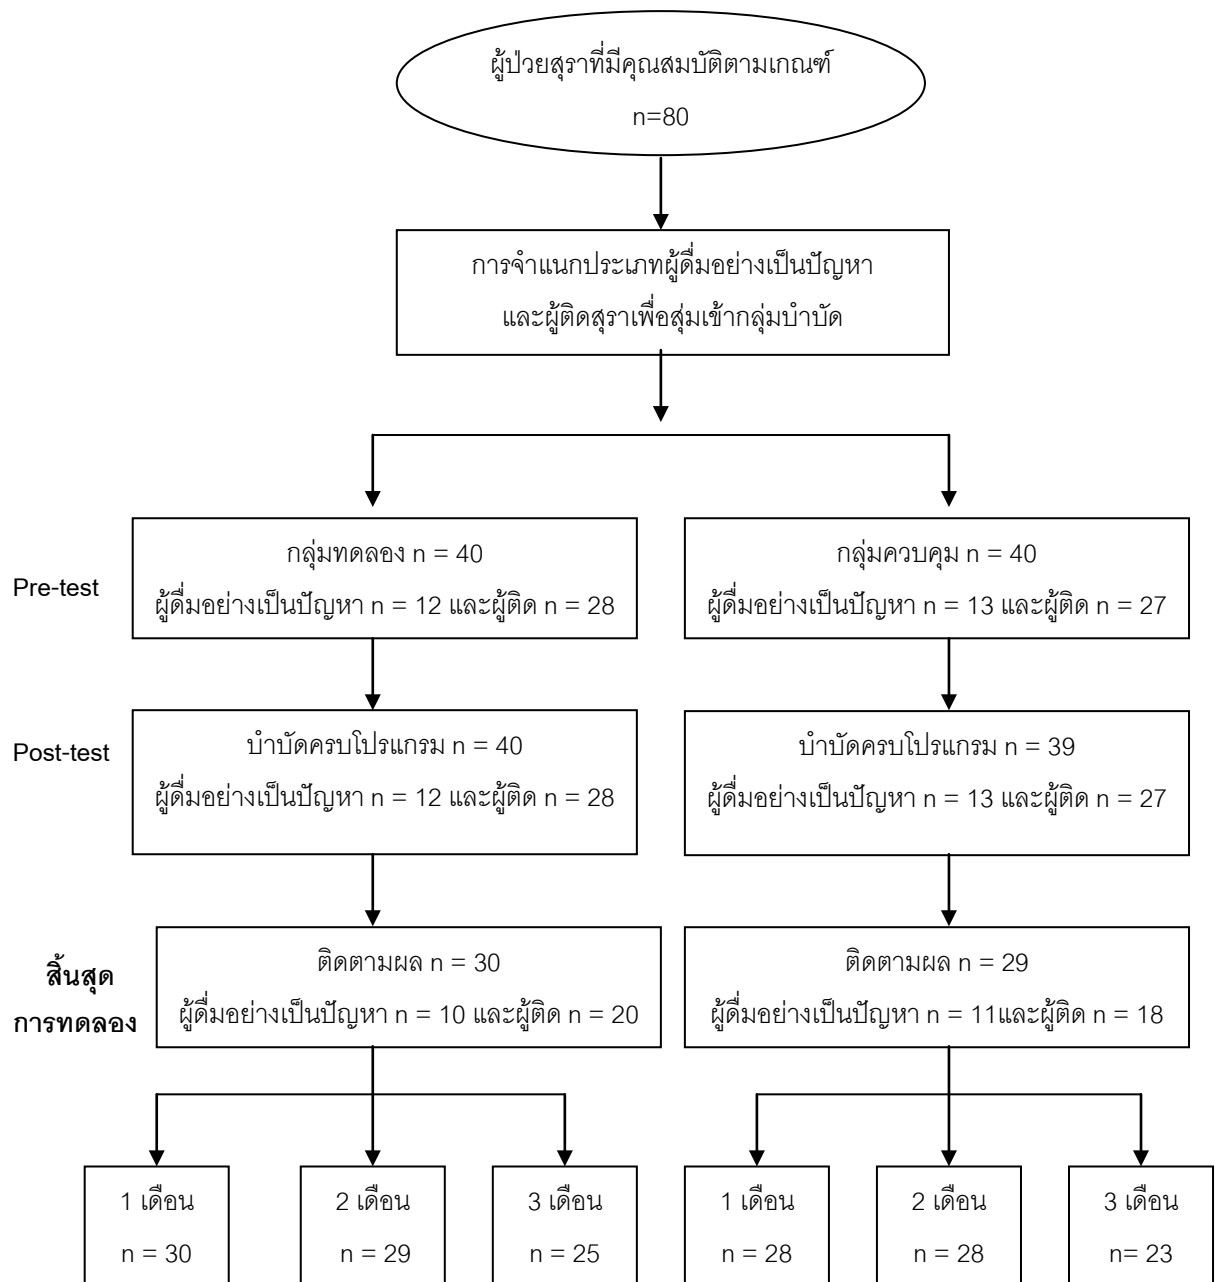 ผู้ป่วยสุราที่มีคุณสมบัติตามเกณฑ์
n=80
การจำแนกประเภทผู้ดื่มอย่างเป็นปัญหา
และผู้ติดสุราเพื่อสุ่มเข้ากลุ่มบำบัด
Pre-test
กลุ่มทดลอง n = 40
ผู้ดื่มอย่างเป็นปัญหา n = 12 และผู้ติด n = 28
กลุ่มควบคุม n = 40
ผู้ดื่มอย่างเป็นปัญหา n = 13 และผู้ติด n = 27
Post-test
บำบัดครบโปรแกรม n = 40
ผู้ดื่มอย่างเป็นปัญหา n = 12 และผู้ติด n = 28
บำบัดครบโปรแกรม n = 39
ผู้ดื่มอย่างเป็นปัญหา n = 13 และผู้ติด n = 27
สิ้นสุด
การทดลอง
ติดตามผล n = 30
ผู้ดื่มอย่างเป็นปัญหา n = 10 และผู้ติด n = 20
ติดตามผล n = 29
ผู้ดื่มอย่างเป็นปัญหา n = 11และผู้ติด n = 18
1 เดือน
n = 30
2 เดือน
n = 29
3 เดือน
n = 25
1 เดือน
n = 28
2 เดือน
n = 28
3 เดือน
n= 23